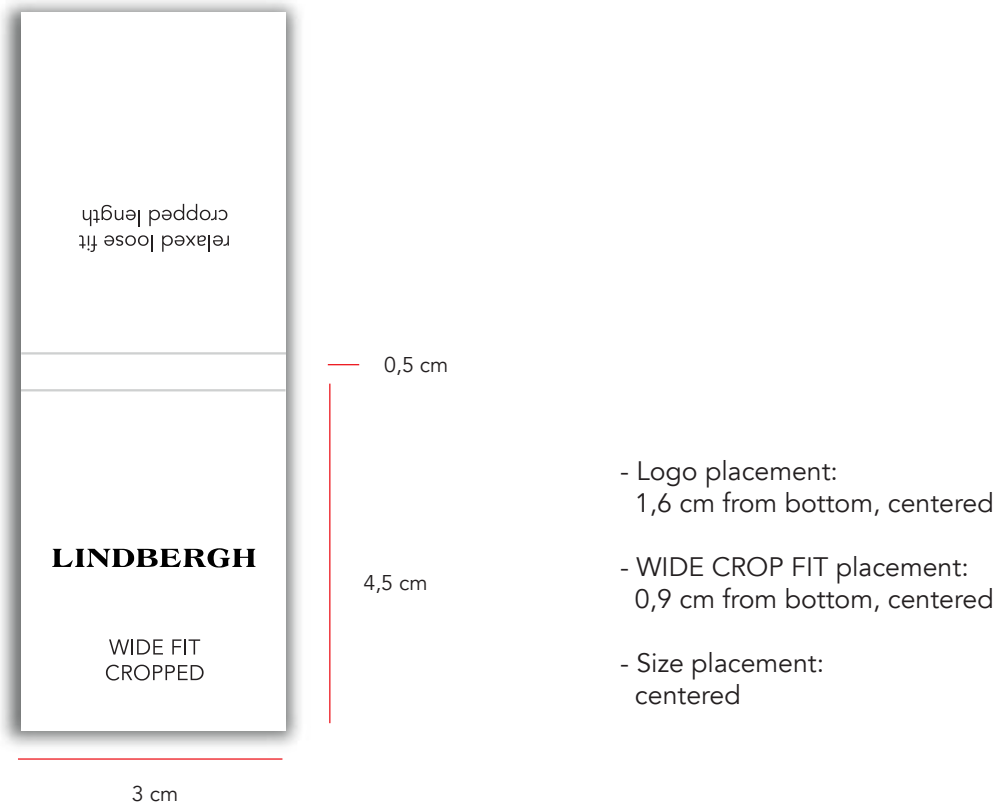 relaxed loose fit
cropped length
0,5 cm
LINDBERGH
4,5 cm
WIDE FIT
CROPPED
3 cm
- Logo placement:
1,6 cm from bottom, centered
- WIDE CROP FIT placement:
0,9 cm from bottom, centered
- Size placement:
centered